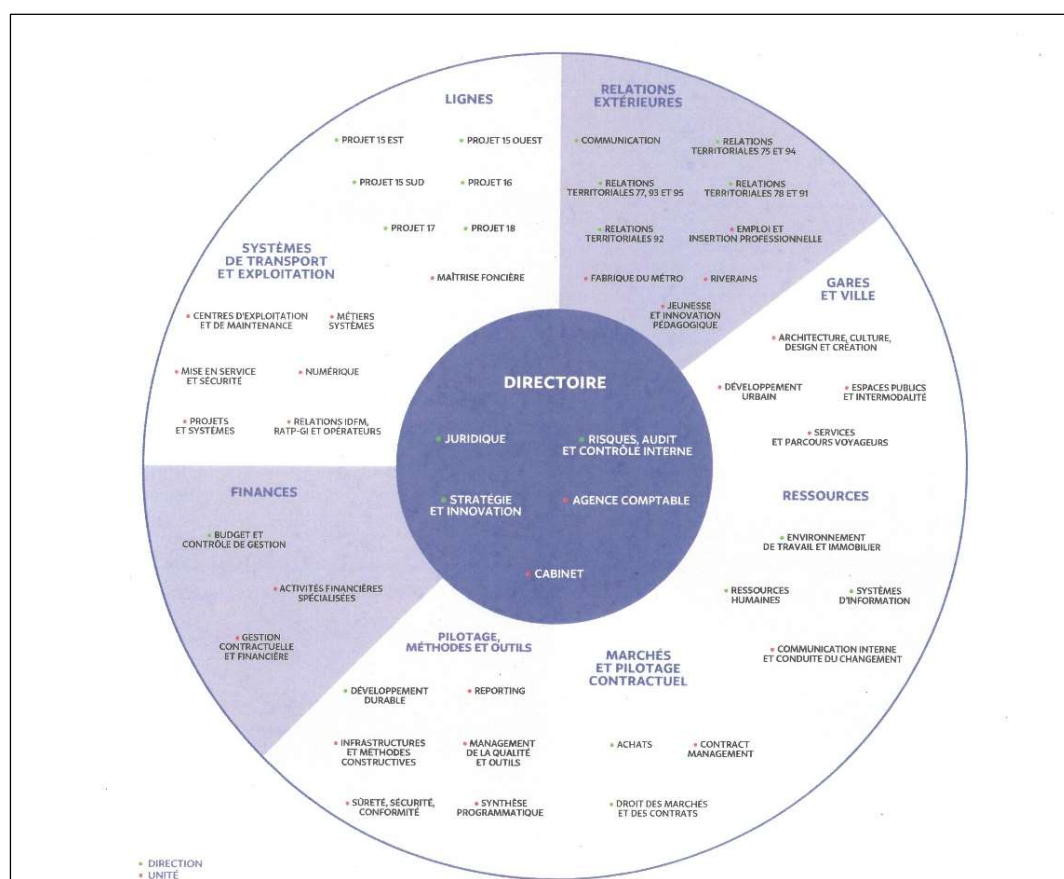 LIGNES
• PROJET 15 EST
• PROJET 15 OUEST
• PROJET 15 SUD
• PROJET 16
• PROJET 17
• PROJET 18
• MAÎTRISE FONCIÈRE
RELATIONS
EXTÉRIEURES
• COMMUNICATION
• RELATIONS
TERRITORIALES 75 ET 94
• RELATIONS
TERRITORIALES 77, 93 ET 95
• RELATIONS
TERRITORIALES 78 ET 91
• RELATIONS
TERRITORIALES 92
• EMPLOI ET
INSERTION PROFESSIONNELLE
• FABRIQUE DU MÉTRO
• RIVERAINS
• JEUNESSE
ET INNOVATION
PÉDAGOGIQUE
SYSTÈMES
DE TRANSPORT
ET EXPLOITATION
• CENTRES D'EXPLOITATION
ET DE MAINTENANCE
• MÉTIERS
SYSTÈMES
• MISE EN SERVICE
ET SÉCURITÉ
• NUMÉRIQUE
• PROJETS
ET SYSTÈMES
• RELATIONS IDFM,
RATP-GI ET OPÉRATEURS
GARES
ET VILLE
• ARCHITECTURE, CULTURE,
DESIGN ET CRÉATION
• DÉVELOPPEMENT
URBAIN
• ESPACES PUBLICS
ET INTERMODALITÉ
• SERVICES
ET PARCOURS VOYAGEURS
DIRECTOIRE
• JURIDIQUE
• RISQUES, AUDIT
ET CONTRÔLE INTERNE
• STRATÉGIE
ET INNOVATION
• AGENCE COMPTABLE
• CABINET
FINANCES
• BUDGET ET
CONTRÔLE DE GESTION
• ACTIVITÉS FINANCIÈRES
SPÉCIALISÉES
• GESTION
CONTRACTUELLE
ET FINANCIÈRE
RESSOURCES
• ENVIRONNEMENT
DE TRAVAIL ET IMMOBILIER
• RESSOURCES
HUMAINES
• SYSTÈMES
D'INFORMATION
• COMMUNICATION INTERNE
ET CONDUITE DU CHANGEMENT
PILOTAGE,
MÉTHODES ET OUTILS
• DÉVELOPPEMENT
DURABLE
• REPORTING
• INFRASTRUCTURES
ET MÉTHODES
CONSTRUCTIVES
• MANAGEMENT
DE LA QUALITÉ
ET OUTILS
• SÛRETÉ, SÉCURITÉ,
CONFORMITÉ
• SYNTHÈSE
PROGRAMMATIQUE
MARCHÉS
ET PILOTAGE
CONTRACTUEL
• ACHATS
• CONTRACT
MANAGEMENT
• DROIT DES MARCHÉS
ET DES CONTRATS
• DIRECTION
• UNITÉ